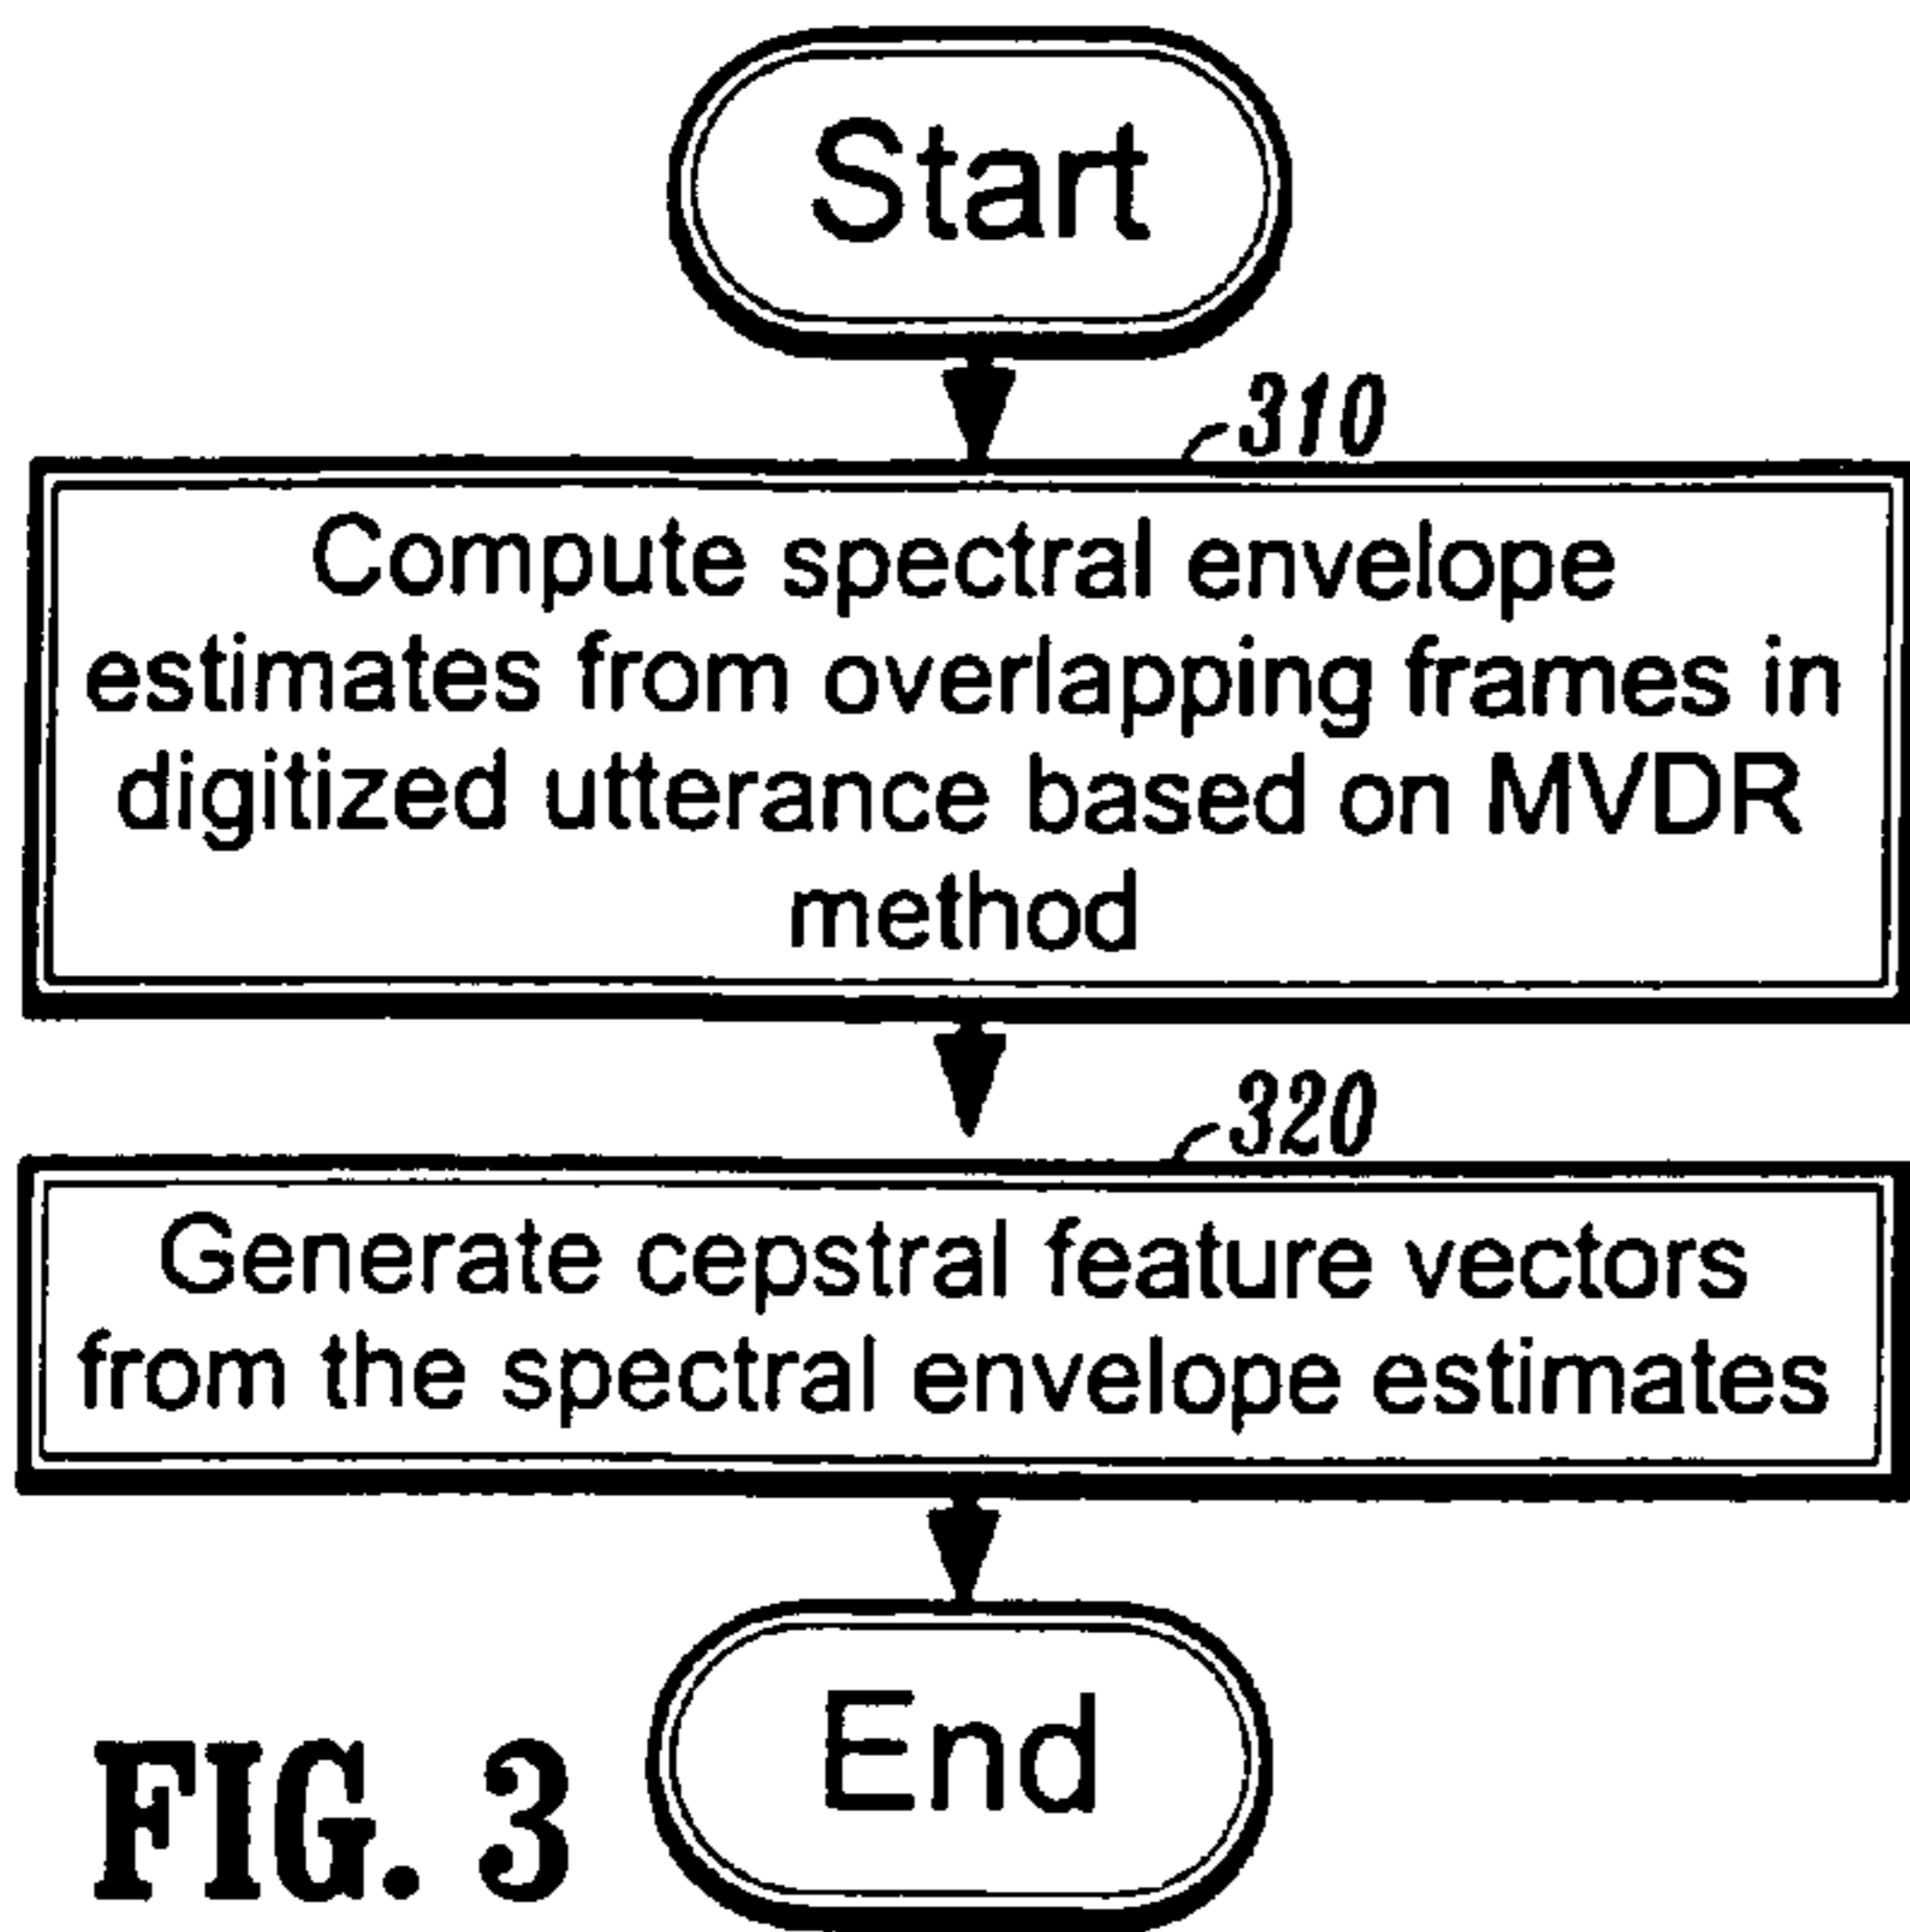 Start
310
Compute spectral envelope
estimates from overlapping frames in
digitized utterance based on MVDR
method
320
Generate cepstral feature vectors
from the spectral envelope estimates
End
FIG. 3